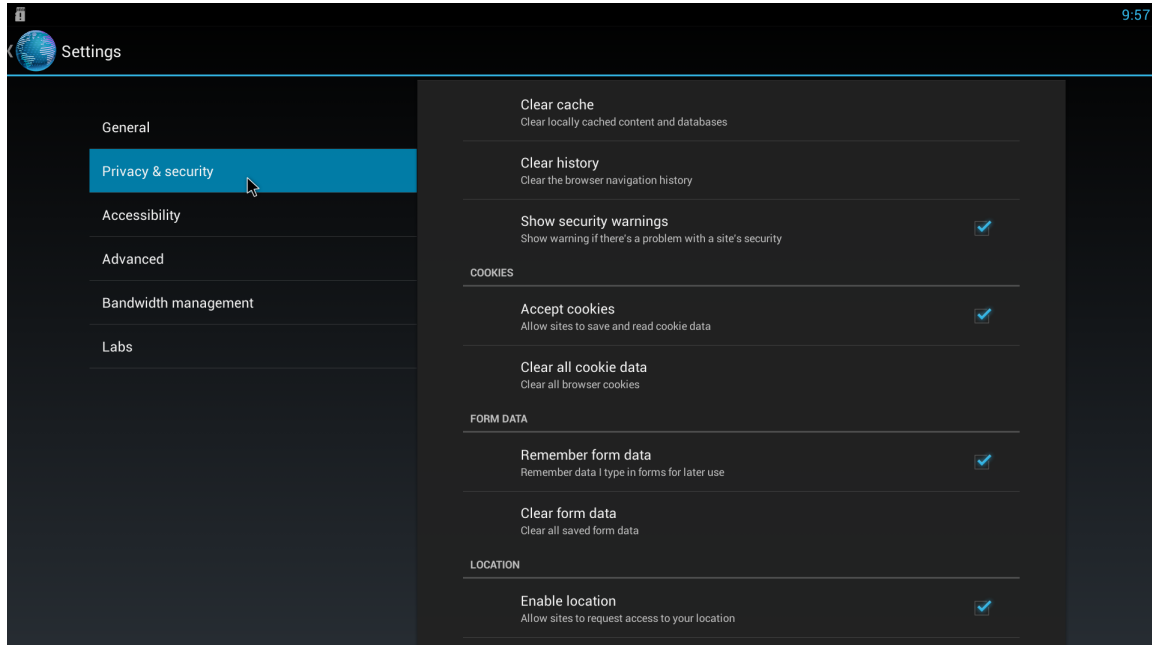 9:57
Settings
General
Privacy & security
Accessibility
Advanced
Bandwidth management
Labs
Clear cache
Clear locally cached content and databases
Clear history
Clear the browser navigation history
Show security warnings
Show warning if there's a problem with a site's security
COOKIES
Accept cookies
Allow sites to save and read cookie data
Clear all cookie data
Clear all browser cookies
FORM DATA
Remember form data
Remember data I type in forms for later use
Clear form data
Clear all saved form data
LOCATION
Enable location
Allow sites to request access to your location